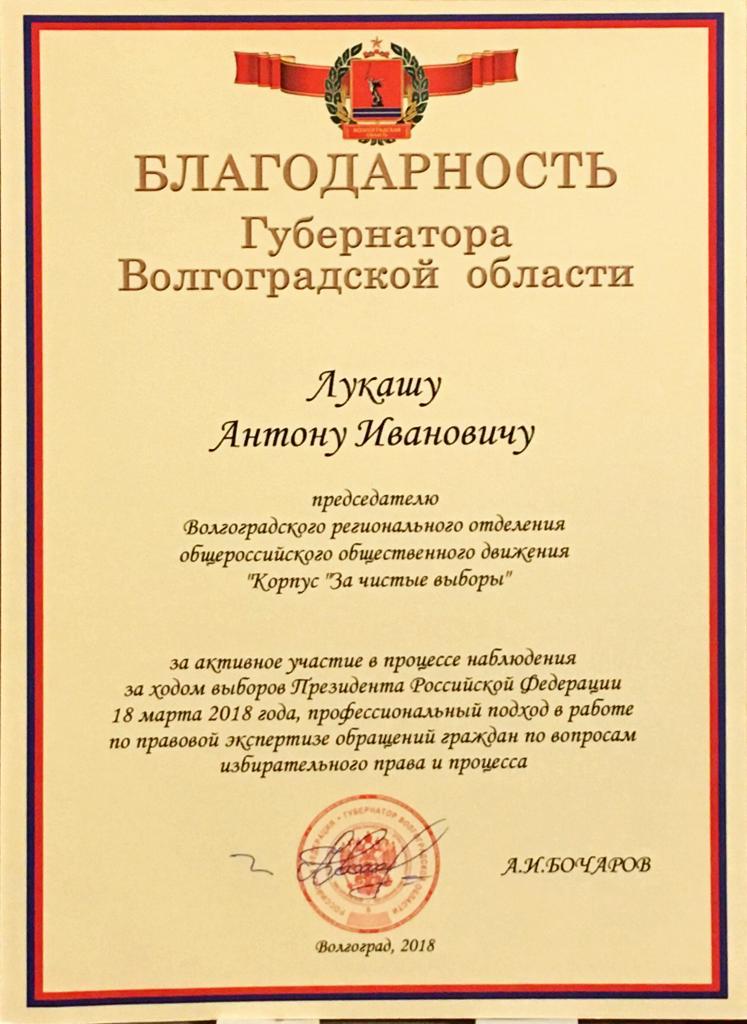 ВОЛГОГРАДСКАЯ
ОБЛАСТЬ
БЛАГОДАРНОСТЬ
Губернатора
Волгоградской области
Лукашу
Антону Ивановичу
председателю
Волгоградского регионального отделения
общероссийского общественного движения
"Корпус "За чистые выборы"
за активное участие в процессе наблюдения
за ходом выборов Президента Российской Федерации
18 марта 2018 года, профессиональный подход в работе
по правовой экспертизе обращений граждан по вопросам
избирательного права и процесса
ГУБЕРНАТОР ВОЛГОГРАДСКОЙ ОБЛАСТИ
А.И.БОЧАРОВ
Волгоград, 2018